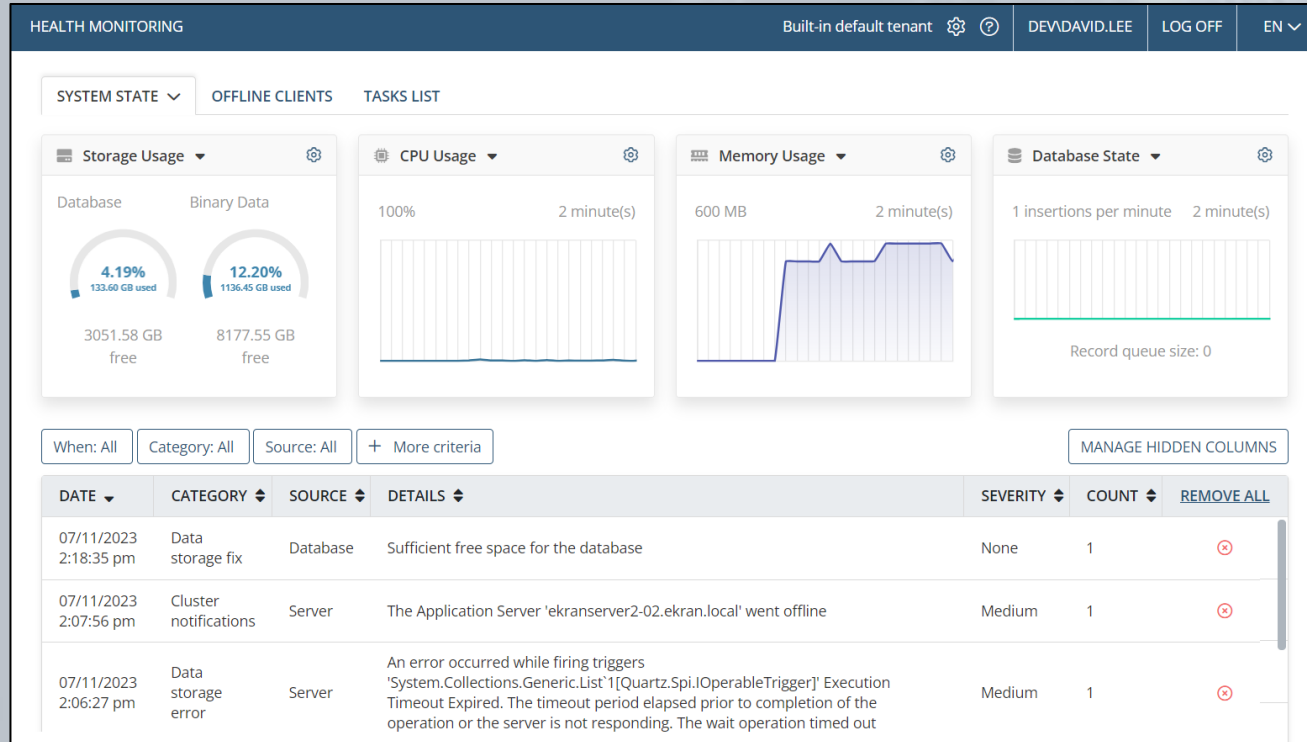 HEALTH MONITORING
Built-in default tenant
DEV\DAVID.LEE
LOG OFF
EN
SYSTEM STATE
OFFLINE CLIENTS
TASKS LIST
Storage Usage
Database
Binary Data
4.19%
133.60 GB used
12.20%
1136.45 GB used
3051.58 GB
free
8177.55 GB
free
CPU Usage
100%
2 minute(s)
Memory Usage
600 MB
2 minute(s)
Database State
1 insertions per minute
2 minute(s)
Record queue size: 0
When: All
Category: All
Source: All
+ More criteria
MANAGE HIDDEN COLUMNS
DATE
CATEGORY
SOURCE
DETAILS
SEVERITY
COUNT
REMOVE ALL
07/11/2023
2:18:35 pm
Data
storage fix
Database
Sufficient free space for the database
None
1
07/11/2023
2:07:56 pm
Cluster
notifications
Server
The Application Server 'ekranserver2-02.ekran.local' went offline
Medium
1
07/11/2023
2:06:27 pm
Data
storage
error
Server
An error occurred while firing triggers
'System.Collections.Generic.List`1[Quartz.Spi.IOperableTrigger]' Execution
Timeout Expired. The timeout period elapsed prior to completion of the
operation or the server is not responding. The wait operation timed out
Medium
1